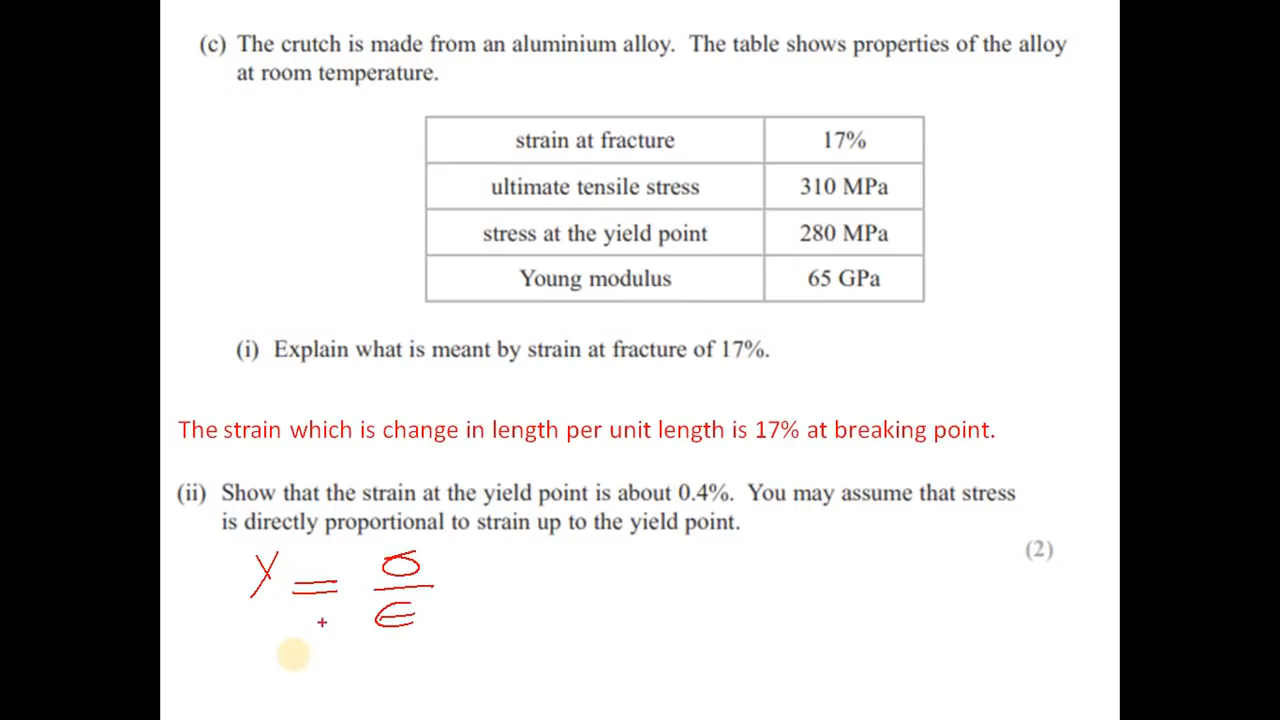 (c) The crutch is made from an aluminium alloy. The table shows properties of the alloy
at room temperature.
strain at fracture 17%
ultimate tensile stress 310 MPa
stress at the yield point 280 MPa
Young modulus 65 GPa
(i) Explain what is meant by strain at fracture of 17%.
The strain which is change in length per unit length is 17% at breaking point.
(ii) Show that the strain at the yield point is about 0.4%. You may assume that stress
is directly proportional to strain up to the yield point.
(2)
Y = σ / ε